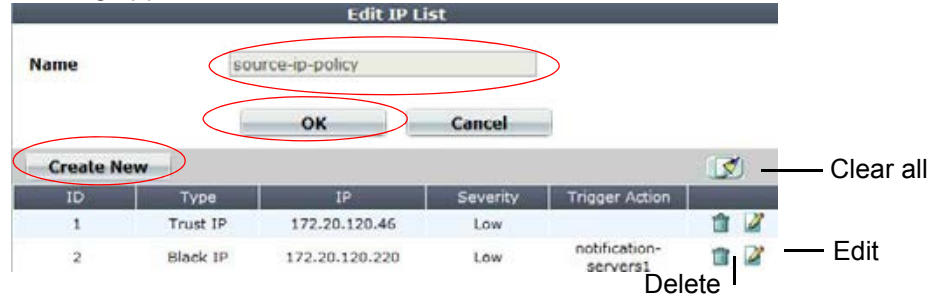 Edit IP List
Name source-ip-policy
OK Cancel
Create New Clear all
ID Type IP Severity Trigger Action
1 Trust IP 172.20.120.46 Low
2 Black IP 172.20.120.220 Low notification-servers1 Edit
Delete